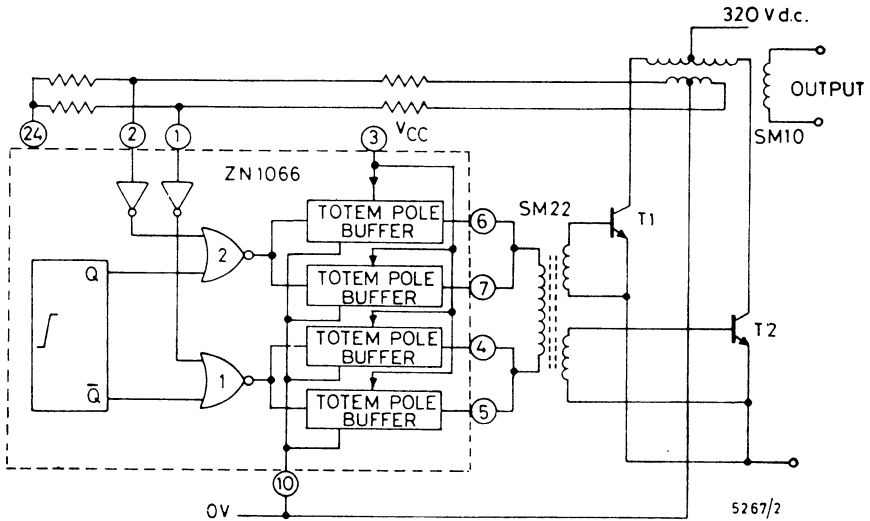 320 V d.c.
OUTPUT
SM10
24
2
1
VCC
3
ZN1066
TOTEM POLE
BUFFER
6
SM22
T1
2
Q
TOTEM POLE
BUFFER
7
TOTEM POLE
BUFFER
4
T2
1
Q̅
TOTEM POLE
BUFFER
5
10
0V
5267/2